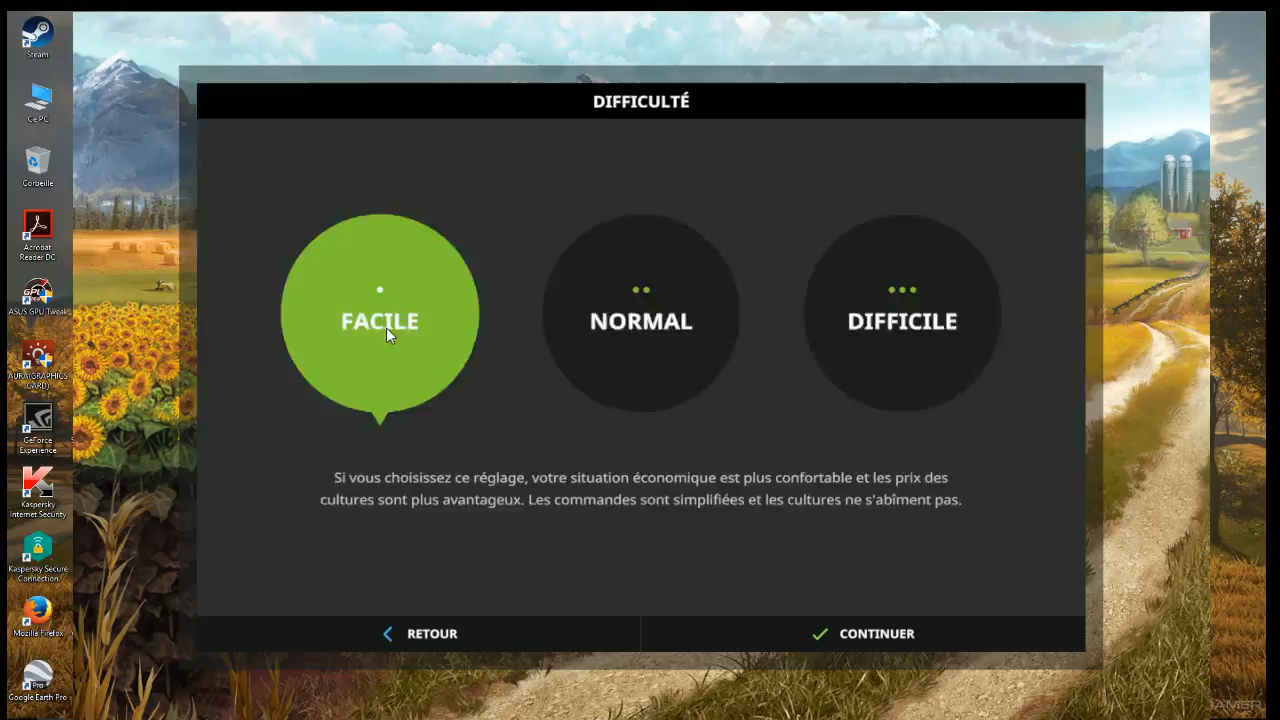 Steam
Ce PC
Corbeille
Acrobat
Reader DC
ASUS GPU Tweak
AURA(GRAPHICS
CARD)
GeForce
Experience
Kaspersky
Internet Security
Kaspersky Secure
Connection
Mozilla Firefox
Pro
Google Earth Pro
DIFFICULTÉ
FACILE
NORMAL
DIFFICILE
Si vous choisissez ce réglage, votre situation économique est plus confortable et les prix des
cultures sont plus avantageux. Les commandes sont simplifiées et les cultures ne s'abîment pas.
RETOUR
CONTINUER